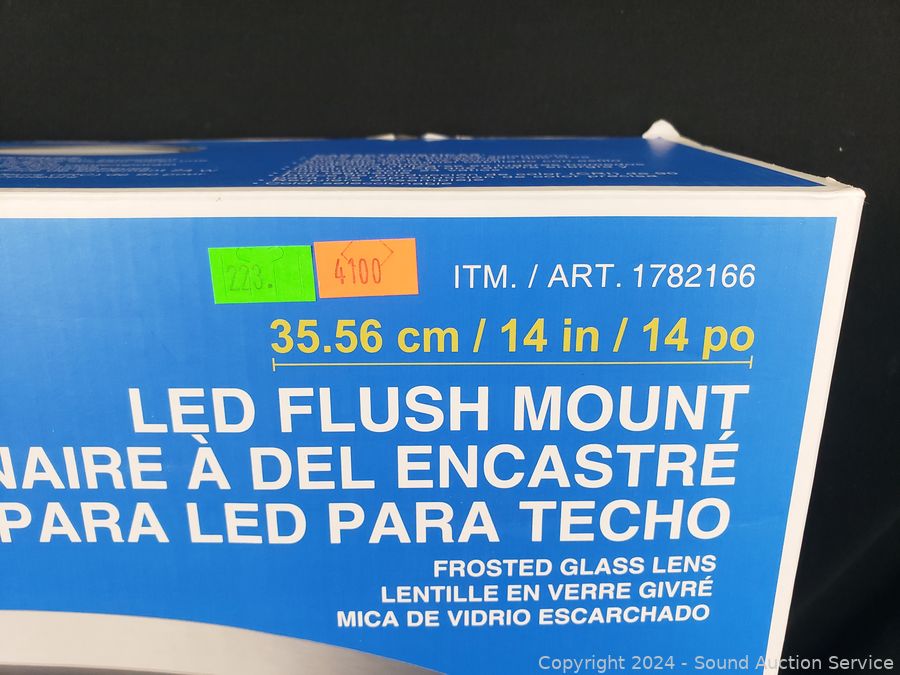 223.
4100
ITM. / ART. 1782166
35.56 cm / 14 in / 14 po
LED FLUSH MOUNT
NAIRE À DEL ENCASTRÉ
PARA LED PARA TECHO
FROSTED GLASS LENS
LENTILLE EN VERRE GIVRÉ
MICA DE VIDRIO ESCARCHADO
Copyright 2024 - Sound Auction Service